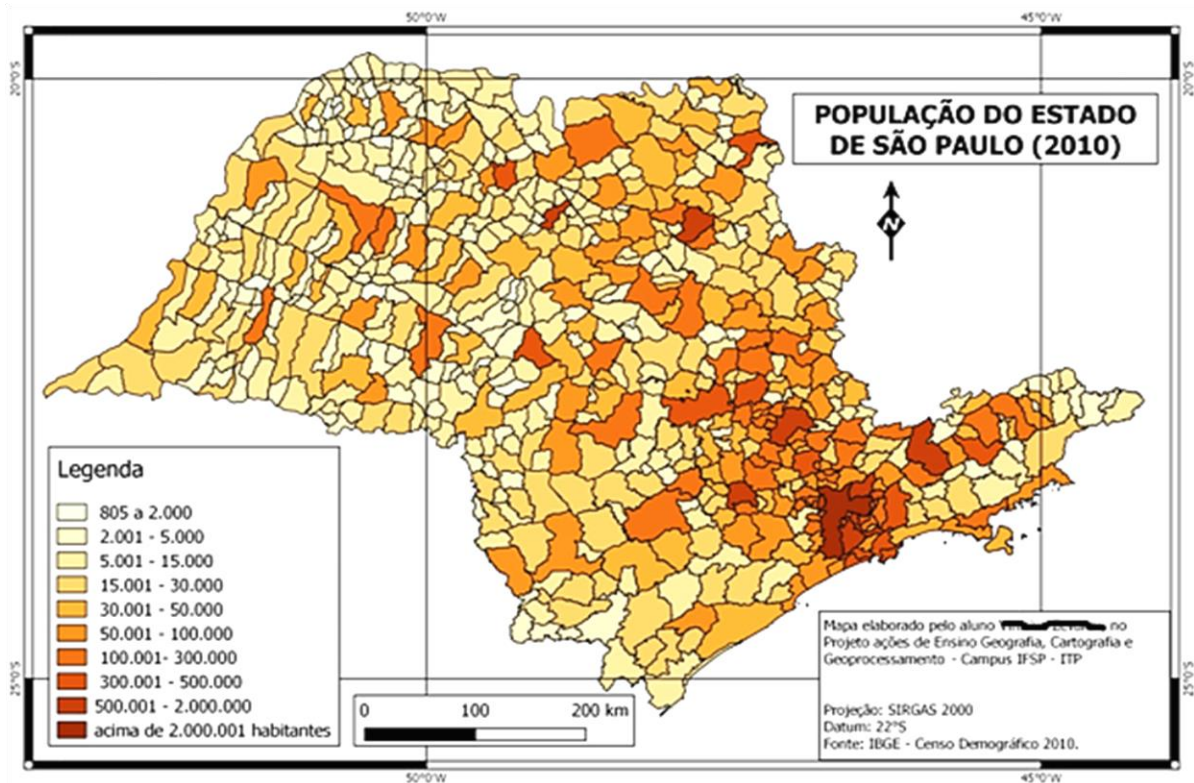 50°0'W
45°0'W
20°0'S
20°0'S
POPULAÇÃO DO ESTADO
DE SÃO PAULO (2010)
N
Legenda
805 a 2.000
2.001 - 5.000
5.001 - 15.000
15.001 - 30.000
30.001 - 50.000
50.001 - 100.000
100.001- 300.000
300.001 - 500.000
500.001 - 2.000.000
acima de 2.000.001 habitantes
0 100 200 km
Mapa elaborado pelo aluno no
Projeto ações de Ensino Geografia, Cartografia e
Geoprocessamento - Campus IFSP - ITP
Projeção: SIRGAS 2000
Datum: 22°S
Fonte: IBGE - Censo Demográfico 2010.
25°0'S
25°0'S
50°0'W
45°0'W